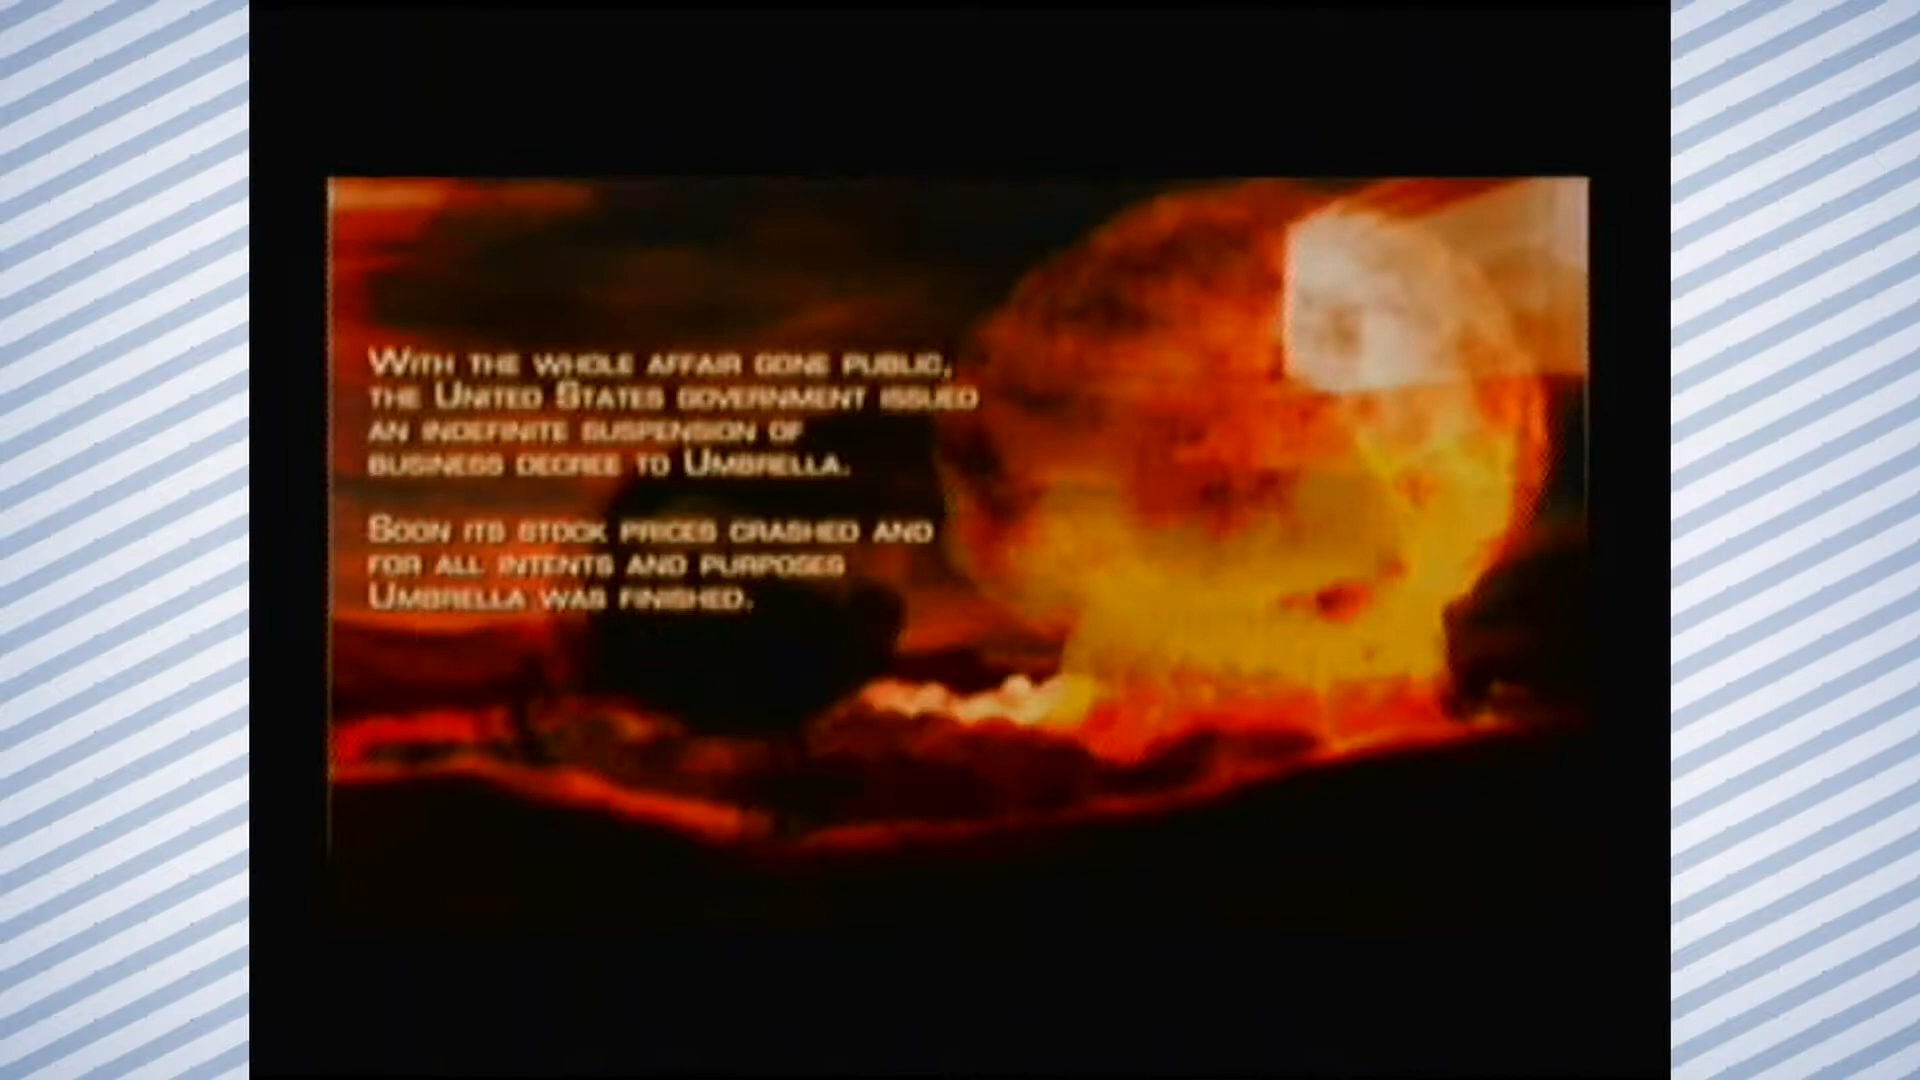 With the whole affair gone public,
the United States government issued
an indefinite suspension of
business decree to Umbrella.
Soon its stock prices crashed and
for all intents and purposes
Umbrella was finished.